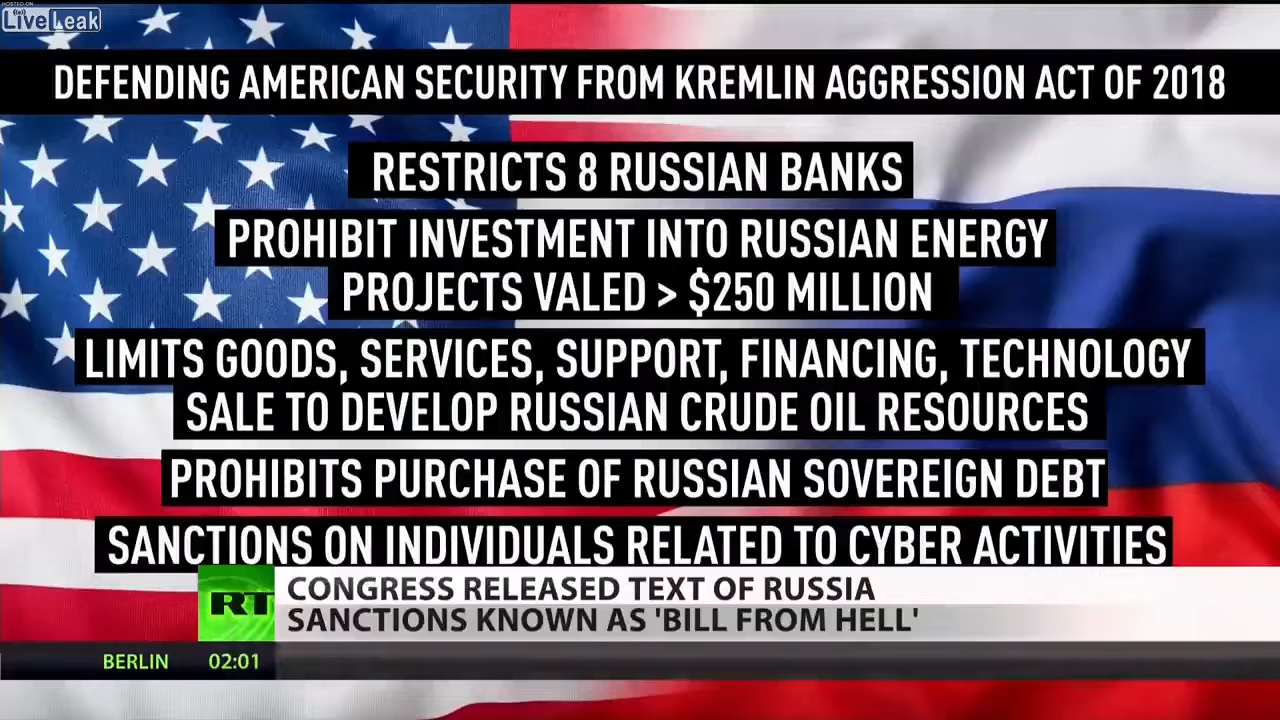 HOSTED ON
LiveLeak
DEFENDING AMERICAN SECURITY FROM KREMLIN AGGRESSION ACT OF 2018
RESTRICTS 8 RUSSIAN BANKS
PROHIBIT INVESTMENT INTO RUSSIAN ENERGY
PROJECTS VALED > $250 MILLION
LIMITS GOODS, SERVICES, SUPPORT, FINANCING, TECHNOLOGY
SALE TO DEVELOP RUSSIAN CRUDE OIL RESOURCES
PROHIBITS PURCHASE OF RUSSIAN SOVEREIGN DEBT
SANCTIONS ON INDIVIDUALS RELATED TO CYBER ACTIVITIES
RT
CONGRESS RELEASED TEXT OF RUSSIA
SANCTIONS KNOWN AS 'BILL FROM HELL'
BERLIN 02:01